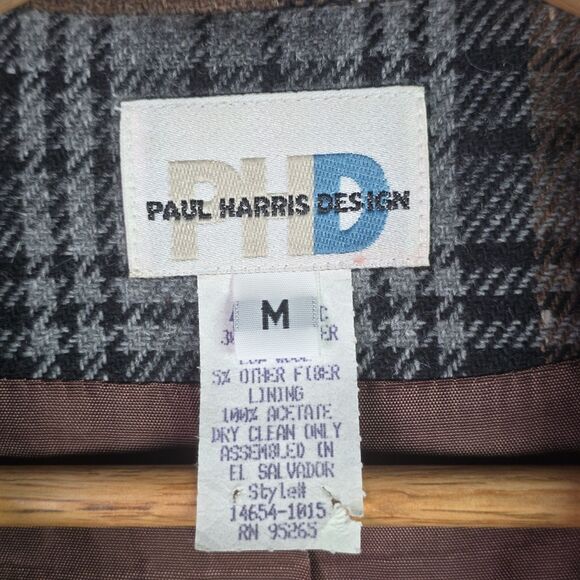 PHD
PAUL HARRIS DESIGN
M
5% OTHER FIBER
LINING
100% ACETATE
DRY CLEAN ONLY
ASSEMBLED IN
EL SALVADOR
Style#
14654-1015
RN 95265